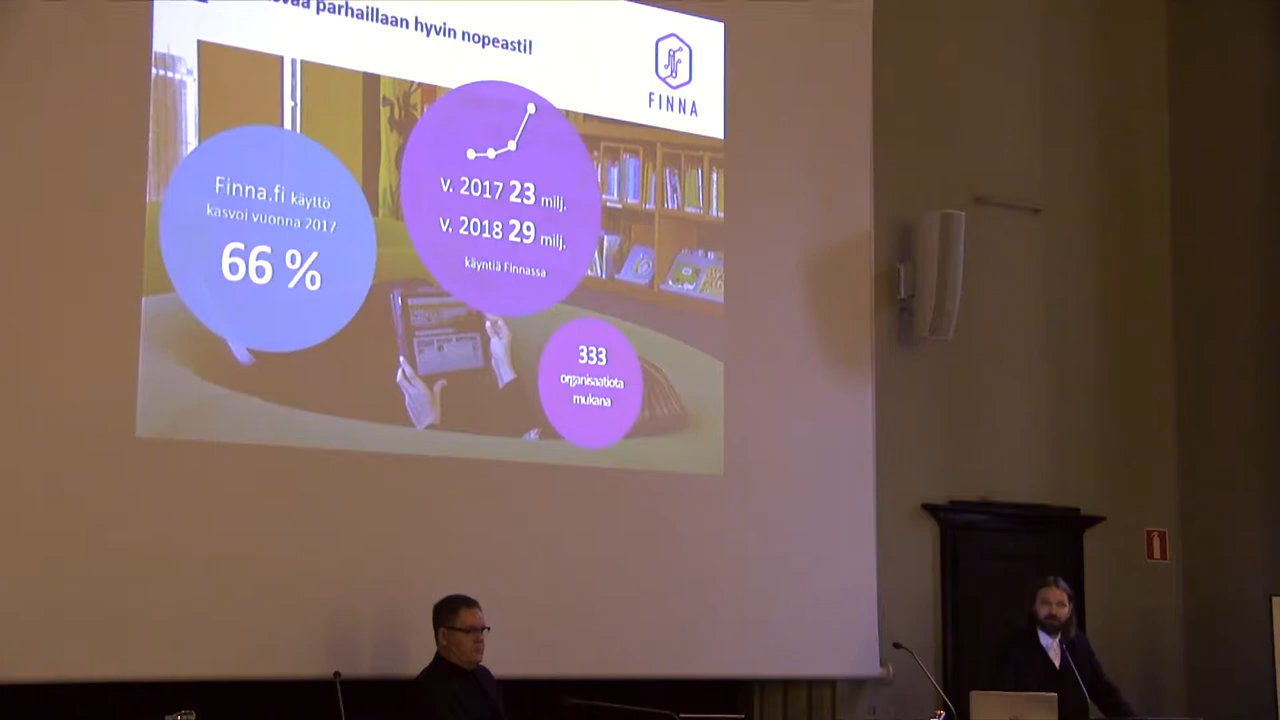 parhaillaan hyvin nopeasti!
FINNA
Finna.fi käyttö
kasvoi vuonna 2017
66 %
v. 2017 23 milj.
v. 2018 29 milj.
käyntiä Finnassa
333
organisaatiota
mukana